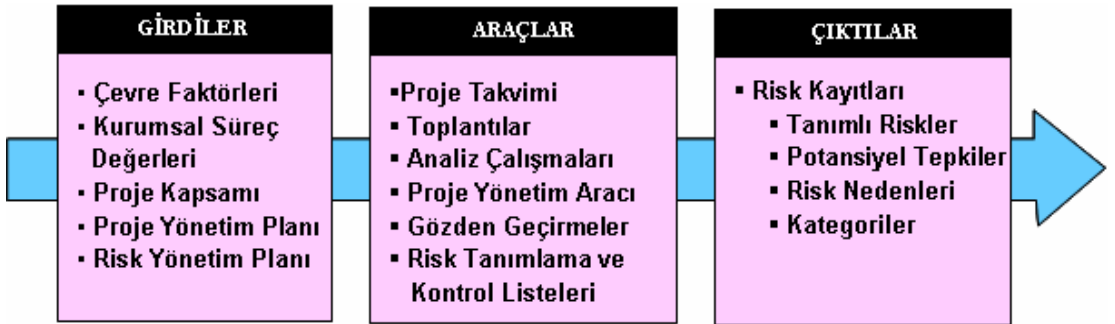 GİRDİLER
▪ Çevre Faktörleri
▪ Kurumsal Süreç
Değerleri
▪ Proje Kapsamı
▪ Proje Yönetim Planı
▪ Risk Yönetim Planı
ARAÇLAR
▪Proje Takvimi
▪ Toplantılar
▪ Analiz Çalışmaları
▪ Proje Yönetim Aracı
▪ Gözden Geçirmeler
▪ Risk Tanımlama ve
Kontrol Listeleri
ÇIKTILAR
▪ Risk Kayıtları
▪ Tanımlı Riskler
▪ Potansiyel Tepkiler
▪ Risk Nedenleri
▪ Kategoriler